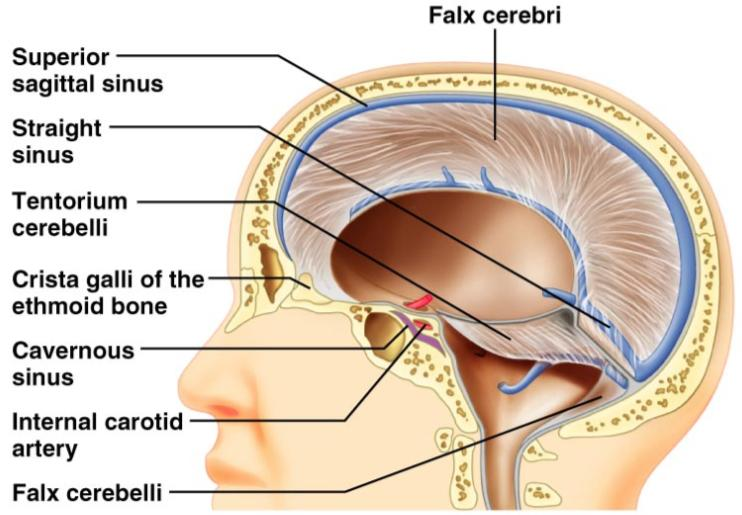 Falx cerebri
Superior
sagittal sinus
Straight
sinus
Tentorium
cerebelli
Crista galli of the
ethmoid bone
Cavernous
sinus
Internal carotid
artery
Falx cerebelli